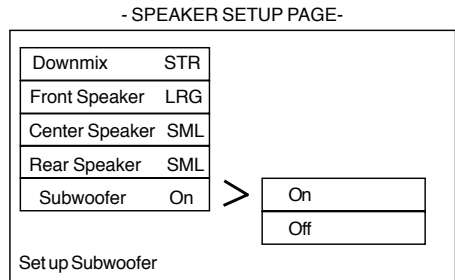 - SPEAKER SETUP PAGE-
Downmix STR
Front Speaker LRG
Center Speaker SML
Rear Speaker SML
Subwoofer On > On
Off
Set up Subwoofer